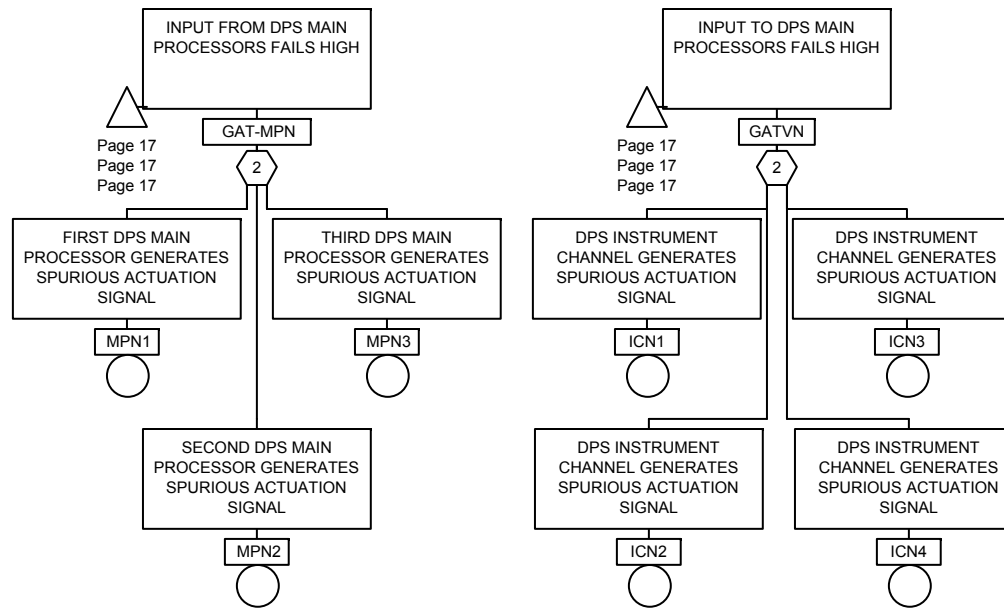 INPUT FROM DPS MAIN
PROCESSORS FAILS HIGH
GAT-MPN
Page 17
Page 17
Page 17
2
FIRST DPS MAIN
PROCESSOR GENERATES
SPURIOUS ACTUATION
SIGNAL
MPN1
THIRD DPS MAIN
PROCESSOR GENERATES
SPURIOUS ACTUATION
SIGNAL
MPN3
SECOND DPS MAIN
PROCESSOR GENERATES
SPURIOUS ACTUATION
SIGNAL
MPN2
INPUT TO DPS MAIN
PROCESSORS FAILS HIGH
GATVN
Page 17
Page 17
Page 17
2
DPS INSTRUMENT
CHANNEL GENERATES
SPURIOUS ACTUATION
SIGNAL
ICN1
DPS INSTRUMENT
CHANNEL GENERATES
SPURIOUS ACTUATION
SIGNAL
ICN3
DPS INSTRUMENT
CHANNEL GENERATES
SPURIOUS ACTUATION
SIGNAL
ICN2
DPS INSTRUMENT
CHANNEL GENERATES
SPURIOUS ACTUATION
SIGNAL
ICN4